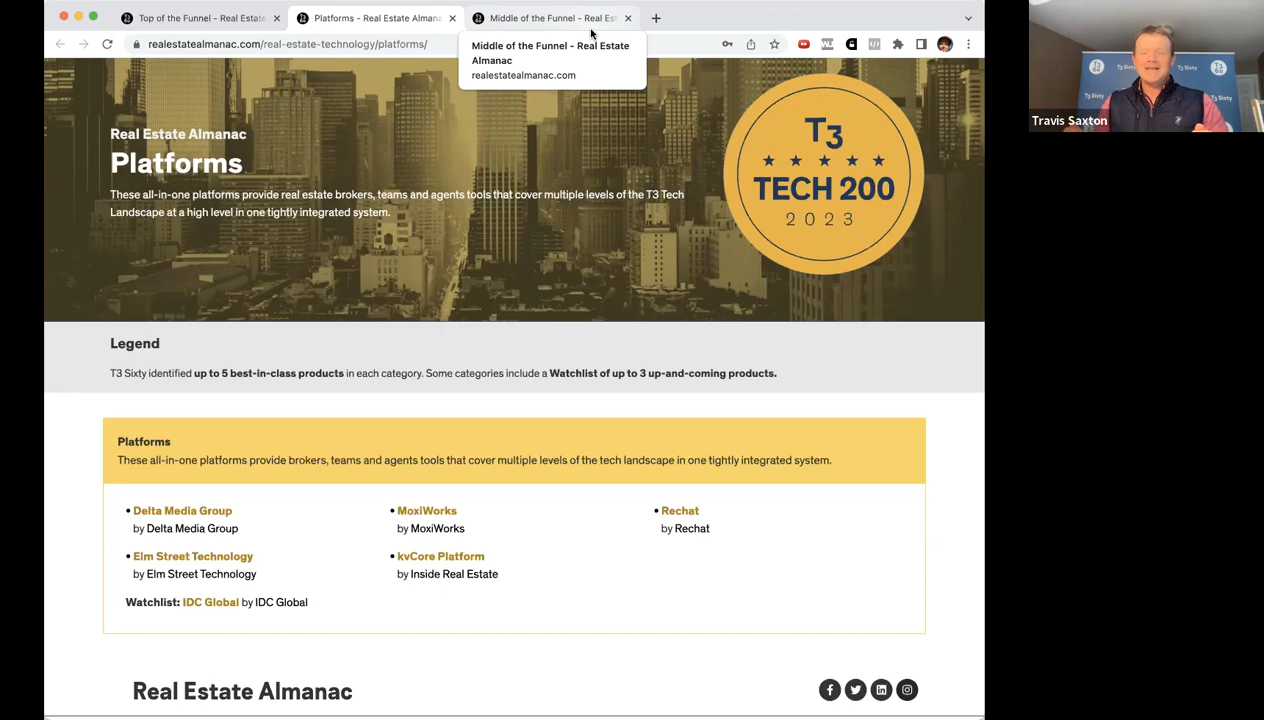 Top of the Funnel - Real Estate
Platforms - Real Estate Almana
Middle of the Funnel - Real Est
realestatealmanac.com/real-estate-technology/platforms/
Middle of the Funnel - Real Estate
Almanac
realestatealmanac.com
Travis Saxton
T3 Sixty
T3 Sixty
T3 Sixty
Real Estate Almanac
Platforms
These all-in-one platforms provide real estate brokers, teams and agents tools that cover multiple levels of the T3 Tech
Landscape at a high level in one tightly integrated system.
T3
TECH 200
2023
Legend
T3 Sixty identified up to 5 best-in-class products in each category. Some categories include a Watchlist of up to 3 up-and-coming products.
Platforms
These all-in-one platforms provide brokers, teams and agents tools that cover multiple levels of the tech landscape in one tightly integrated system.
• Delta Media Group
by Delta Media Group
• MoxiWorks
by MoxiWorks
• Rechat
by Rechat
• Elm Street Technology
by Elm Street Technology
• kvCore Platform
by Inside Real Estate
Watchlist: IDC Global by IDC Global
Real Estate Almanac